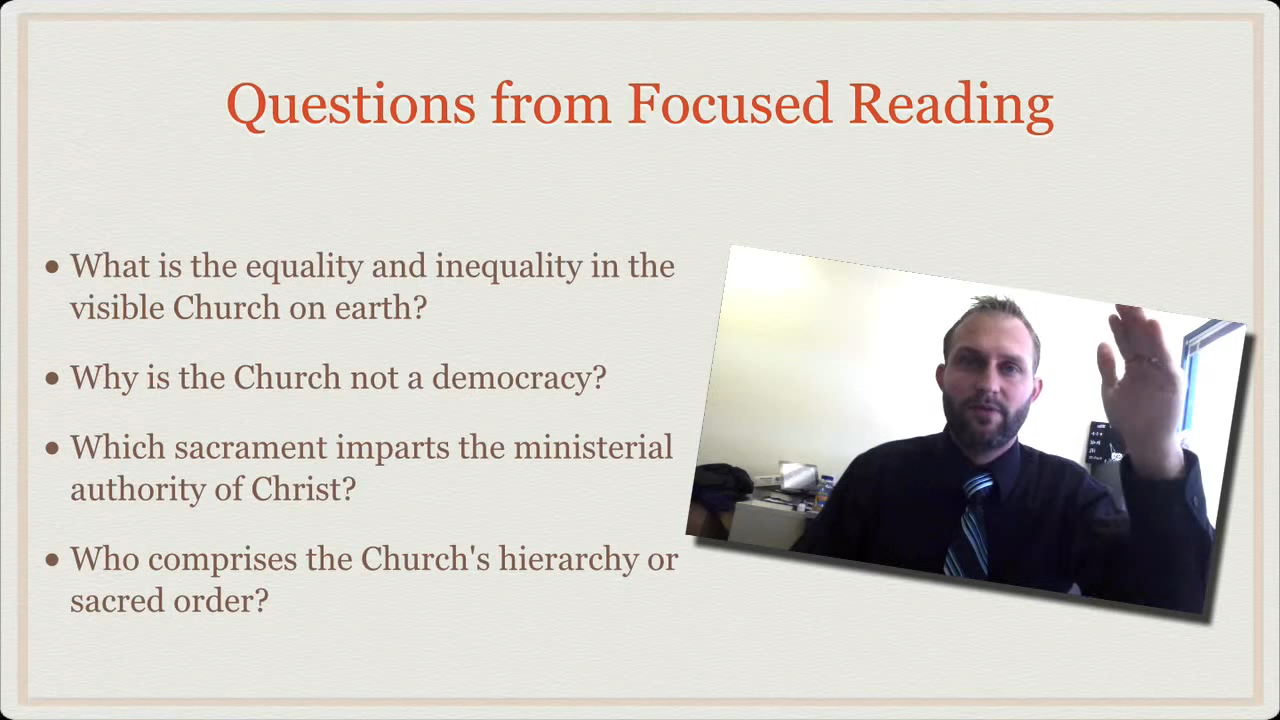 Questions from Focused Reading
• What is the equality and inequality in the
visible Church on earth?
• Why is the Church not a democracy?
• Which sacrament imparts the ministerial
authority of Christ?
• Who comprises the Church's hierarchy or
sacred order?